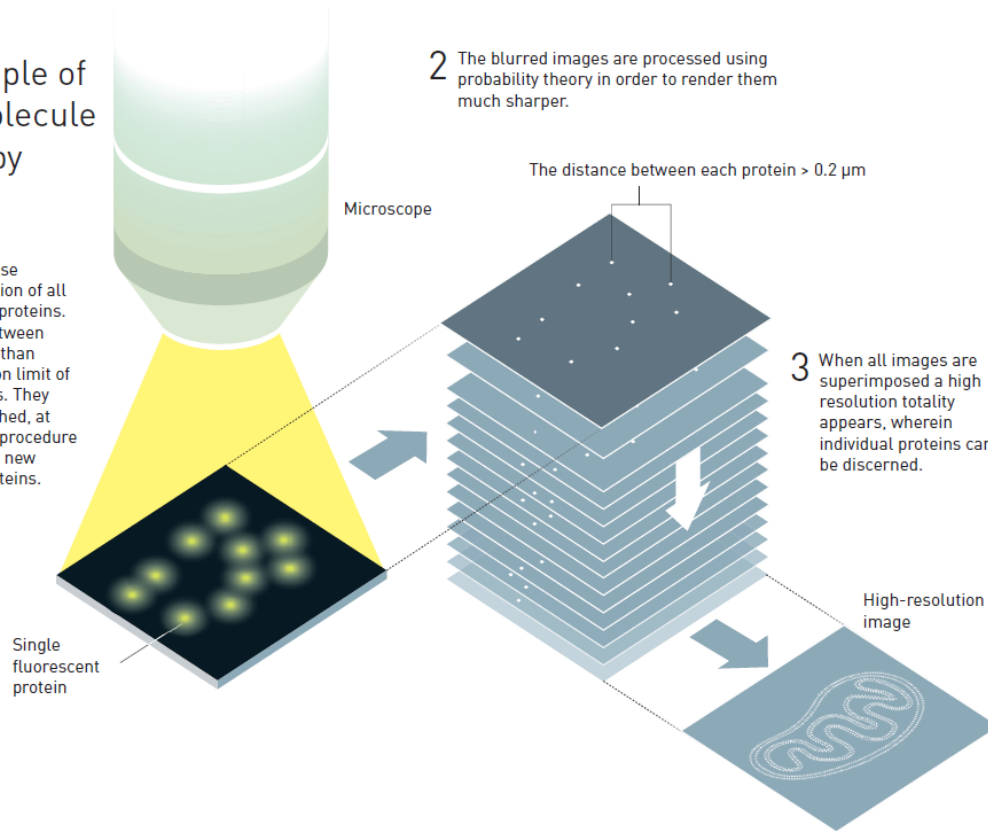 ple of
olecule
py
se
ion of all
proteins.
tween
than
on limit of
s. They
hed, at
procedure
new
teins.
Microscope
Single
fluorescent
protein
2 The blurred images are processed using
probability theory in order to render them
much sharper.
The distance between each protein > 0.2 µm
3 When all images are
superimposed a high
resolution totality
appears, wherein
individual proteins can
be discerned.
High-resolution
image